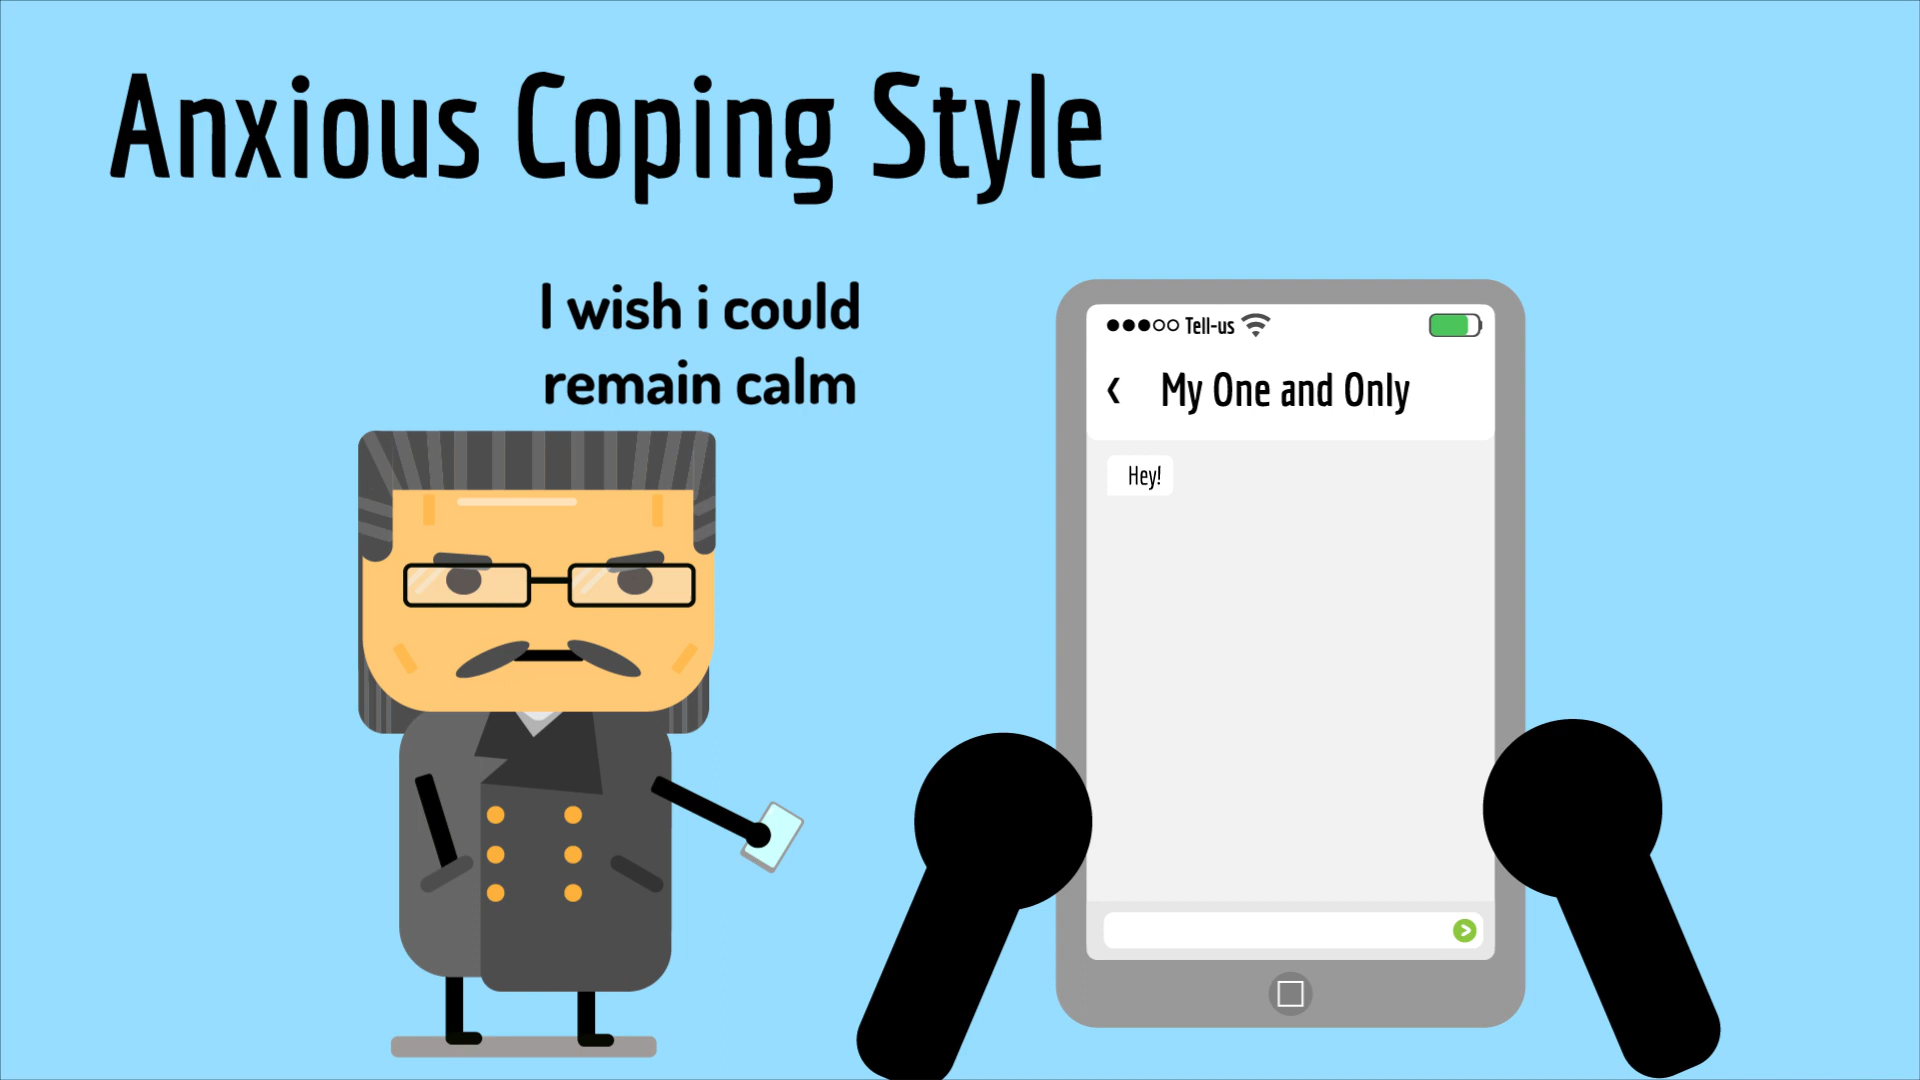 Anxious Coping Style
I wish i could
remain calm
Tell-us
My One and Only
Hey!